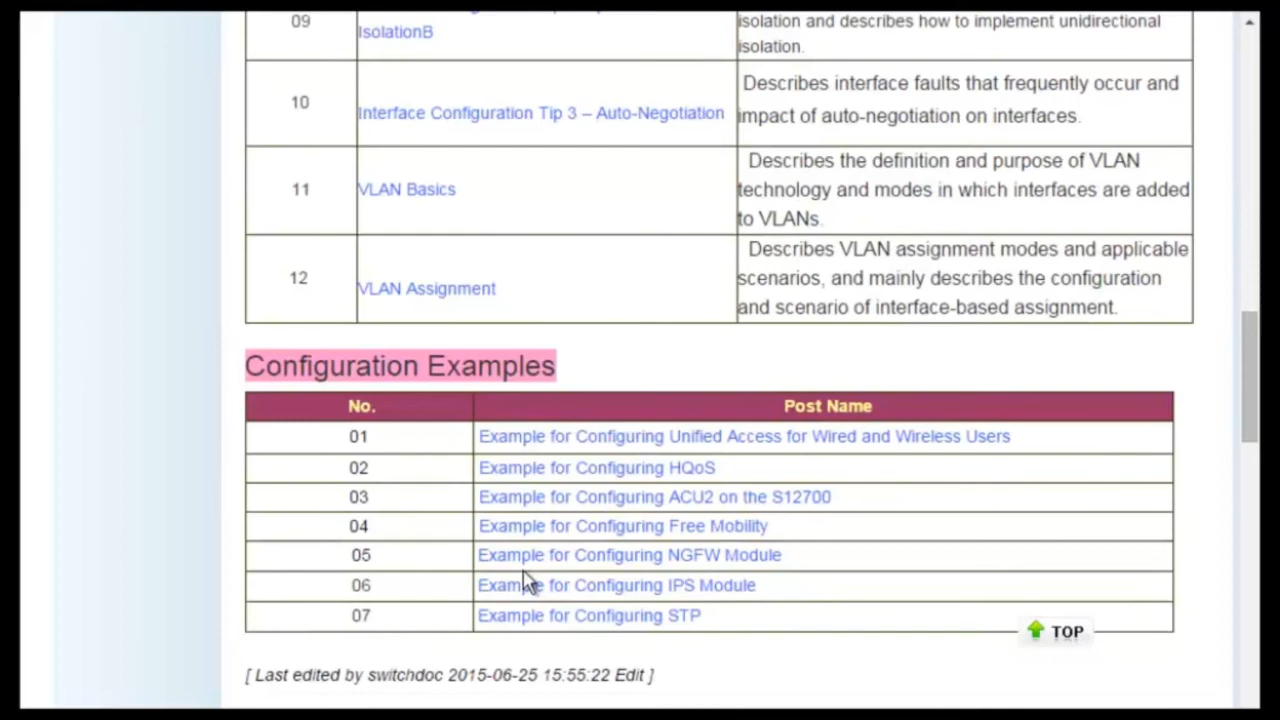 09
IsolationB
isolation and describes how to implement unidirectional
isolation.
10
Interface Configuration Tip 3 – Auto-Negotiation
Describes interface faults that frequently occur and
impact of auto-negotiation on interfaces.
11
VLAN Basics
Describes the definition and purpose of VLAN
technology and modes in which interfaces are added
to VLANs.
12
VLAN Assignment
Describes VLAN assignment modes and applicable
scenarios, and mainly describes the configuration
and scenario of interface-based assignment.
Configuration Examples
No. Post Name
01 Example for Configuring Unified Access for Wired and Wireless Users
02 Example for Configuring HQoS
03 Example for Configuring ACU2 on the S12700
04 Example for Configuring Free Mobility
05 Example for Configuring NGFW Module
06 Example for Configuring IPS Module
07 Example for Configuring STP
TOP
[ Last edited by switchdoc 2015-06-25 15:55:22 Edit ]